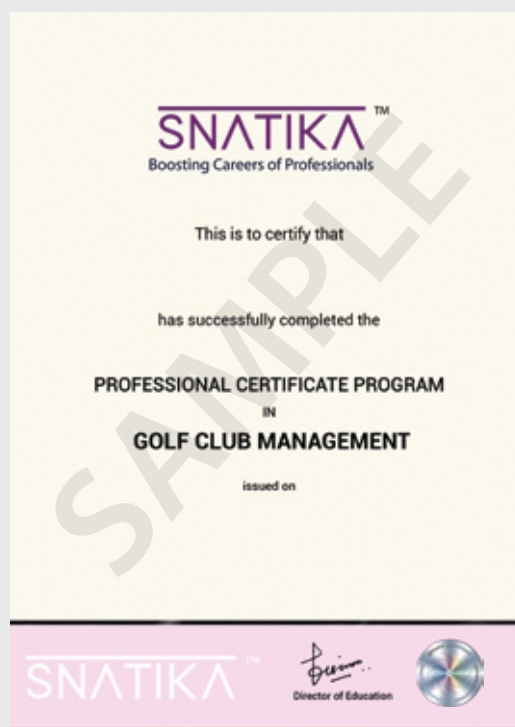 SNATIKA™
Boosting Careers of Professionals
This is to certify that
has successfully completed the
PROFESSIONAL CERTIFICATE PROGRAM
IN
GOLF CLUB MANAGEMENT
issued on
SAMPLE
SNATIKA™
Director of Education